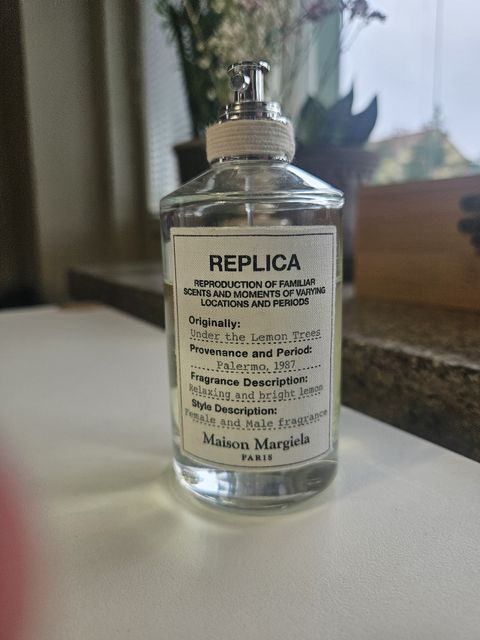 REPLICA
REPRODUCTION OF FAMILIAR
SCENTS AND MOMENTS OF VARYING
LOCATIONS AND PERIODS
Originally:
Under the Lemon Trees
Provenance and Period:
Palermo, 1987
Fragrance Description:
Relaxing and bright lemon
Style Description:
Female and Male fragrance
Maison Margiela
PARIS